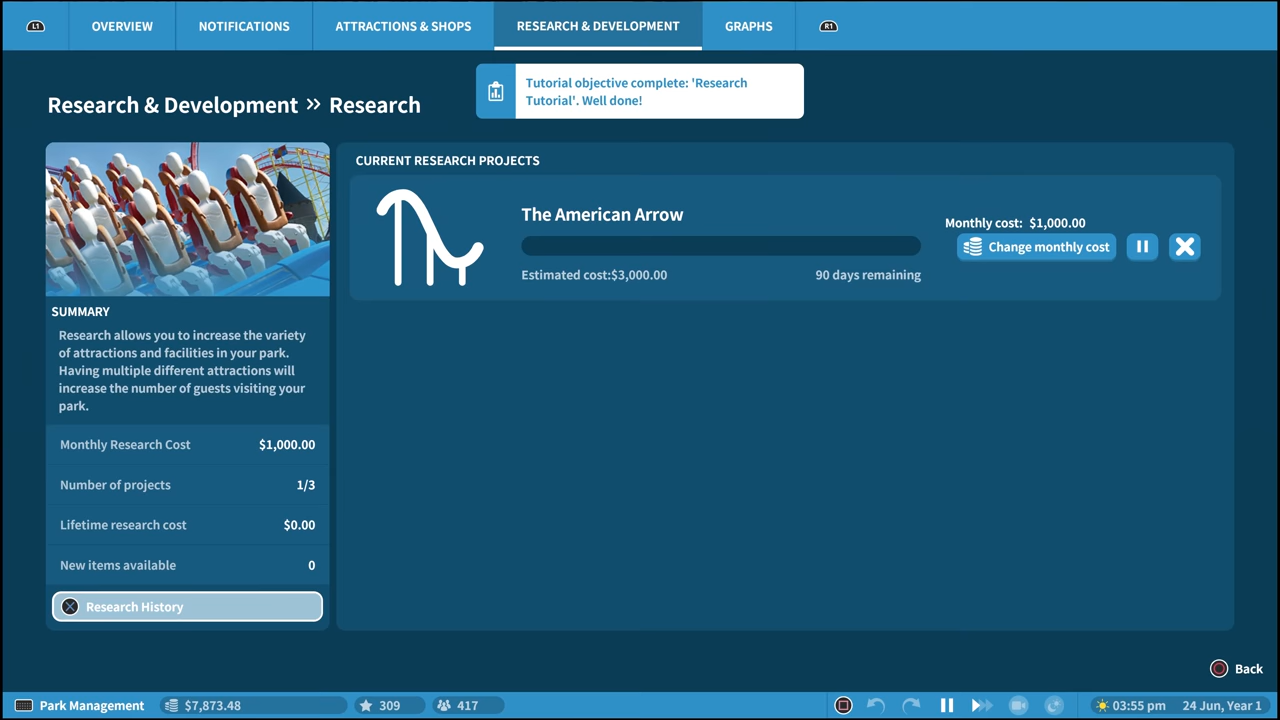 L1
OVERVIEW
NOTIFICATIONS
ATTRACTIONS & SHOPS
RESEARCH & DEVELOPMENT
GRAPHS
R1
Tutorial objective complete: 'Research
Tutorial'. Well done!
Research & Development » Research
CURRENT RESEARCH PROJECTS
The American Arrow
Monthly cost: $1,000.00
Change monthly cost
Estimated cost:$3,000.00
90 days remaining
SUMMARY
Research allows you to increase the variety
of attractions and facilities in your park.
Having multiple different attractions will
increase the number of guests visiting your
park.
Monthly Research Cost $1,000.00
Number of projects 1/3
Lifetime research cost $0.00
New items available 0
Research History
Back
Park Management
$7,873.48
309
417
03:55 pm
24 Jun, Year 1